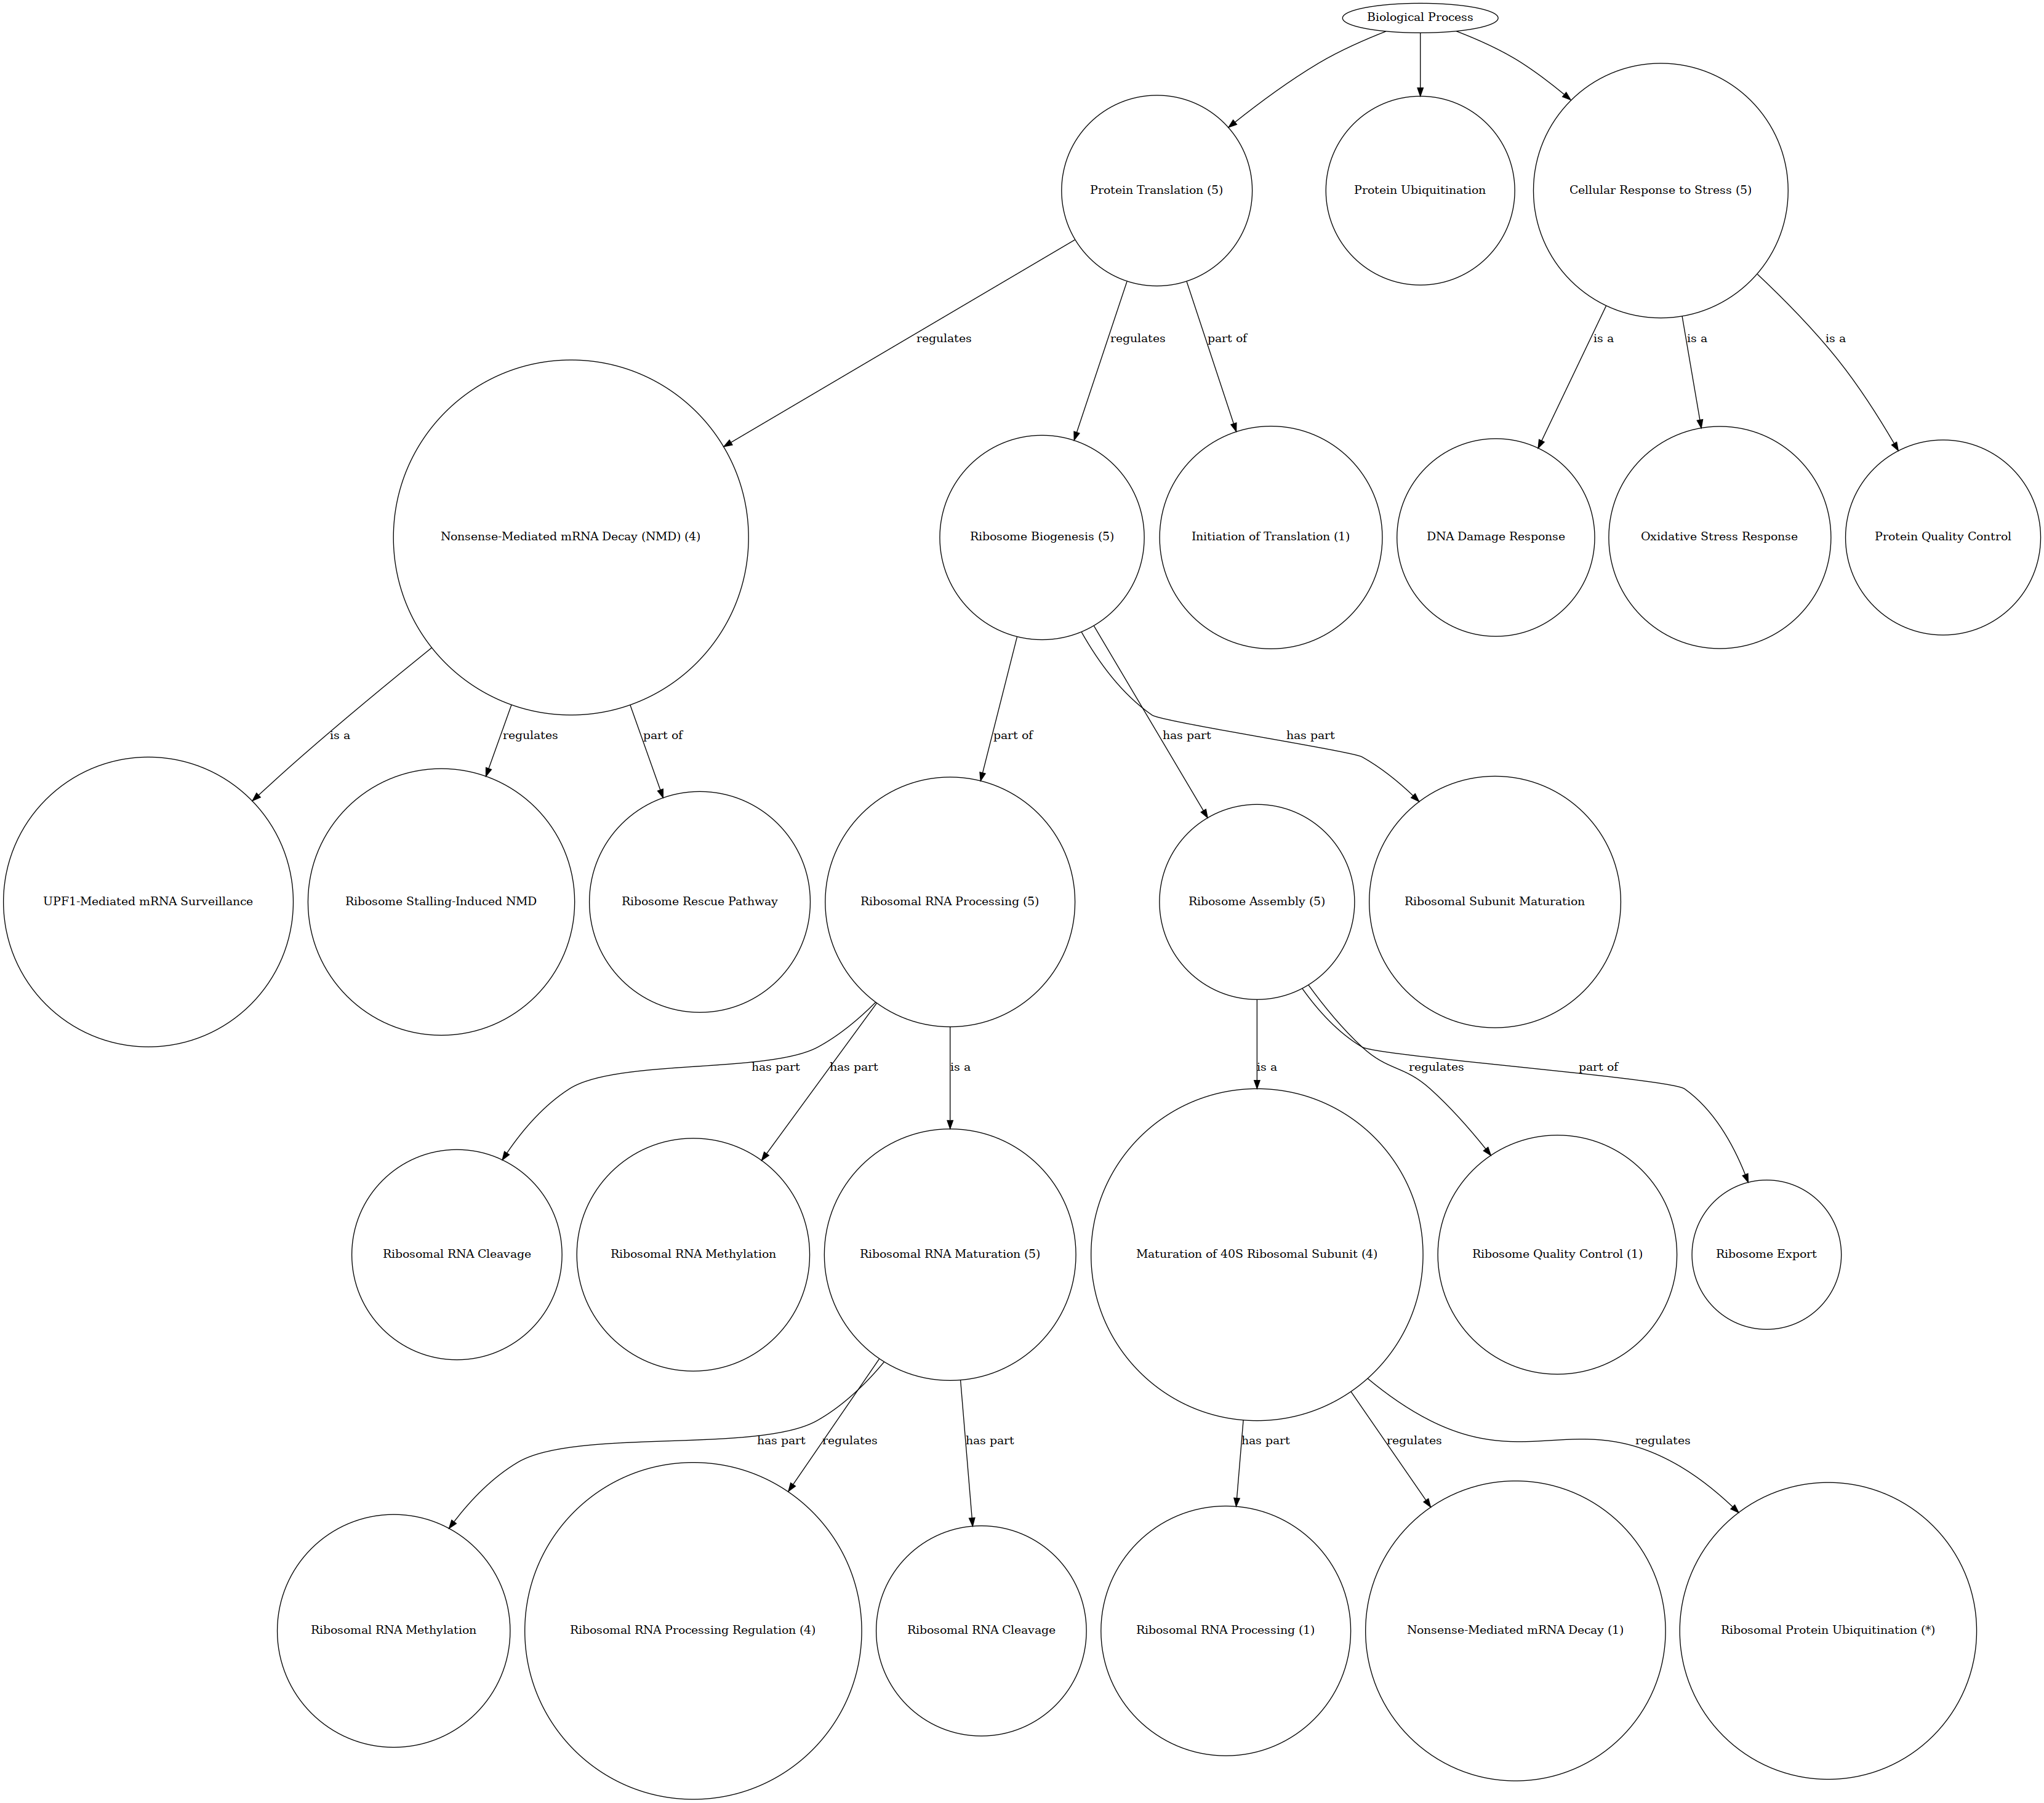 Biological Process
Protein Translation (5)
Protein Ubiquitination
Cellular Response to Stress (5)
regulates
regulates
part of
is a
is a
is a
Nonsense-Mediated mRNA Decay (NMD) (4)
Ribosome Biogenesis (5)
Initiation of Translation (1)
DNA Damage Response
Oxidative Stress Response
Protein Quality Control
is a
regulates
part of
part of
has part
has part
UPF1-Mediated mRNA Surveillance
Ribosome Stalling-Induced NMD
Ribosome Rescue Pathway
Ribosomal RNA Processing (5)
Ribosome Assembly (5)
Ribosomal Subunit Maturation
has part
has part
is a
is a
regulates
part of
Ribosomal RNA Cleavage
Ribosomal RNA Methylation
Ribosomal RNA Maturation (5)
Maturation of 40S Ribosomal Subunit (4)
Ribosome Quality Control (1)
Ribosome Export
has part
regulates
has part
has part
regulates
regulates
Ribosomal RNA Methylation
Ribosomal RNA Processing Regulation (4)
Ribosomal RNA Cleavage
Ribosomal RNA Processing (1)
Nonsense-Mediated mRNA Decay (1)
Ribosomal Protein Ubiquitination (*)